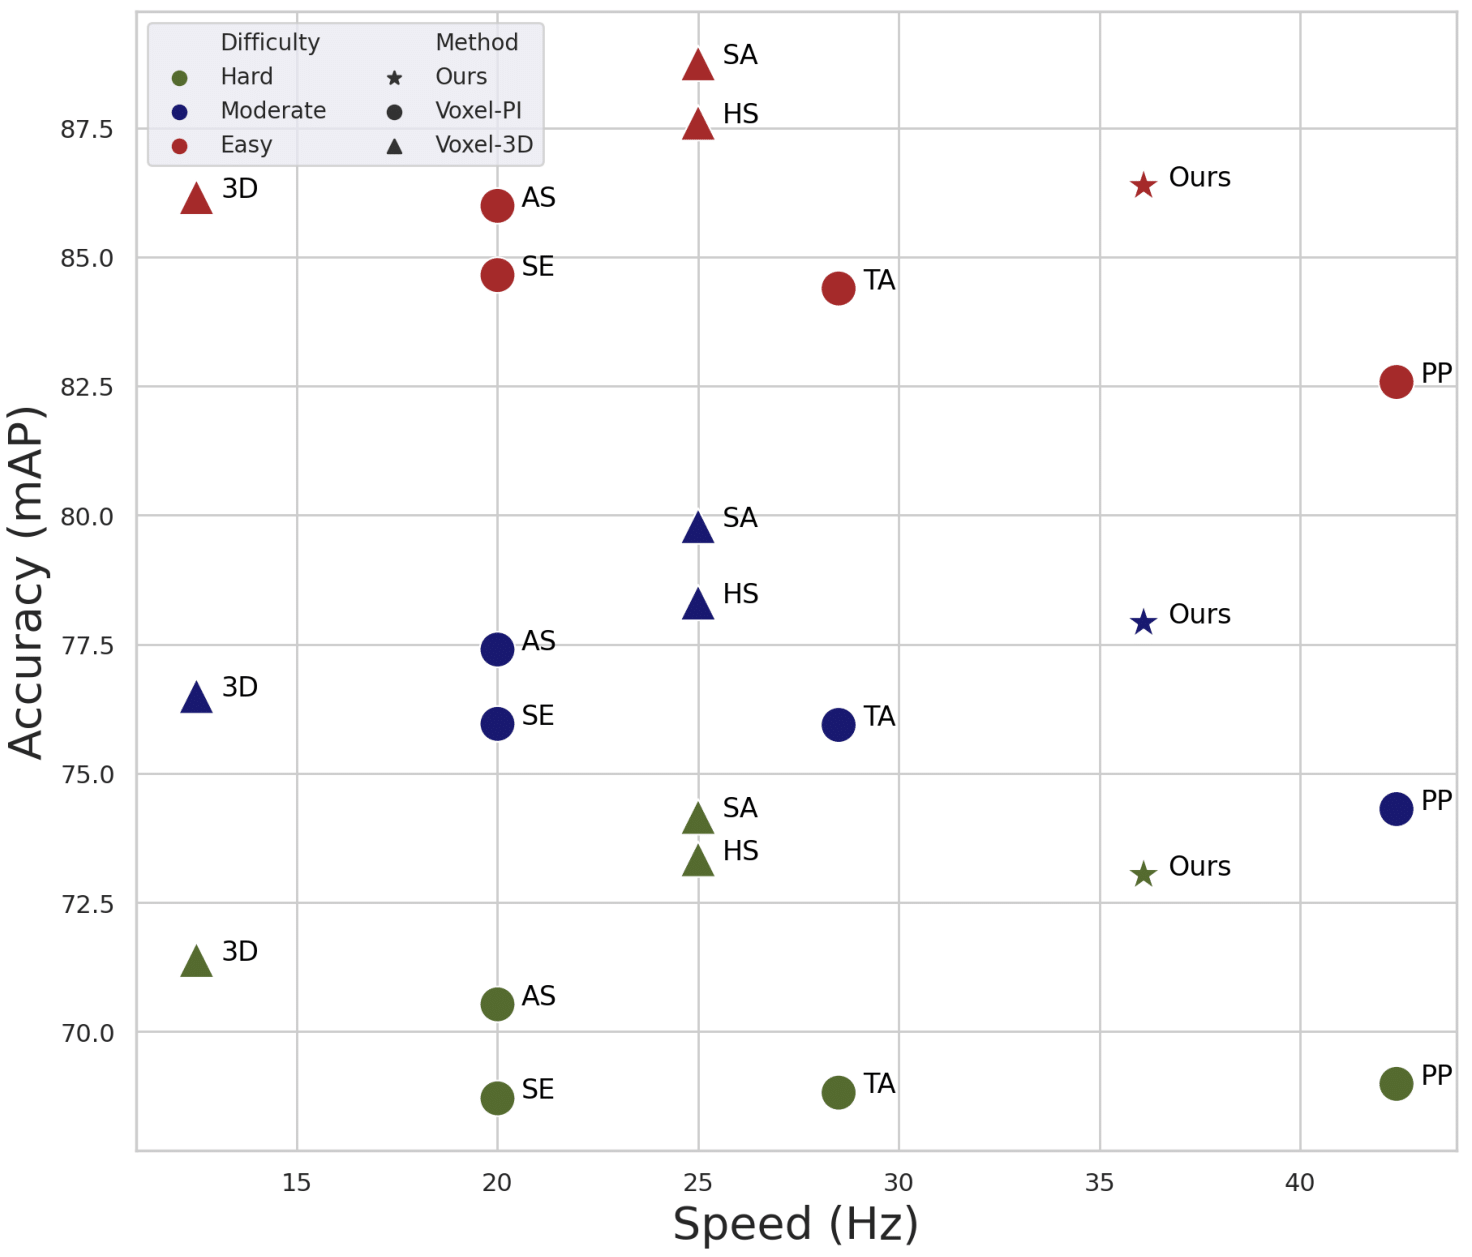 Difficulty Method
Hard Ours
Moderate Voxel-PI
Easy Voxel-3D
SA
HS
87.5
3D
AS
Ours
85.0
SE
TA
82.5
PP
80.0
SA
HS
Ours
77.5
AS
3D
SE
TA
75.0
SA
PP
HS
Ours
72.5
3D
AS
70.0
SE
TA
PP
15 20 25 30 35 40
Speed (Hz)
Accuracy (mAP)